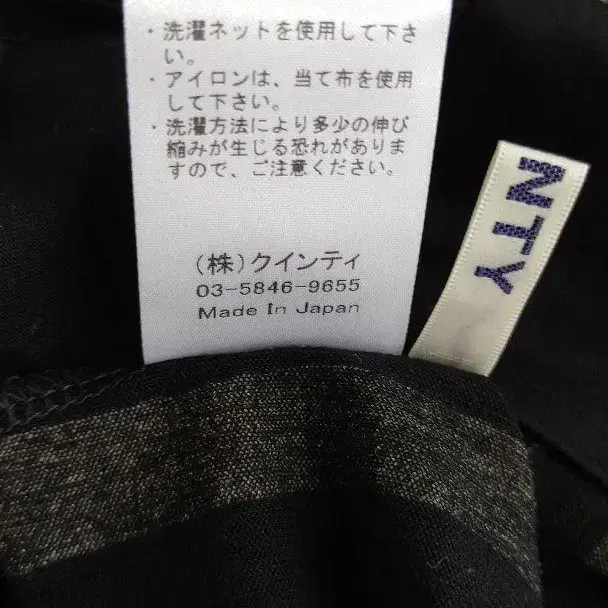 ・洗濯ネットを使用して下さ
い。
・アイロンは、当て布を使用
して下さい。
・洗濯方法により多少の伸び
縮みが生じる恐れがありま
すので、ご注意ください。
(株)クインティ
03-5846-9655
Made In Japan
NTY